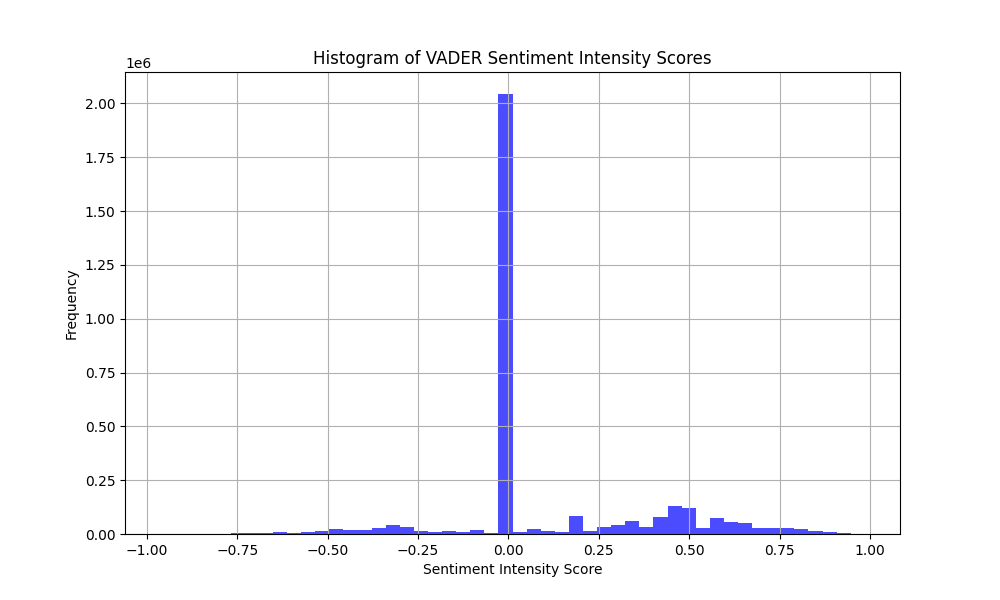 Histogram of VADER Sentiment Intensity Scores
1e6
2.00
1.75
1.50
1.25
1.00
0.75
0.50
0.25
0.00
Frequency
−1.00 −0.75 −0.50 −0.25 0.00 0.25 0.50 0.75 1.00
Sentiment Intensity Score